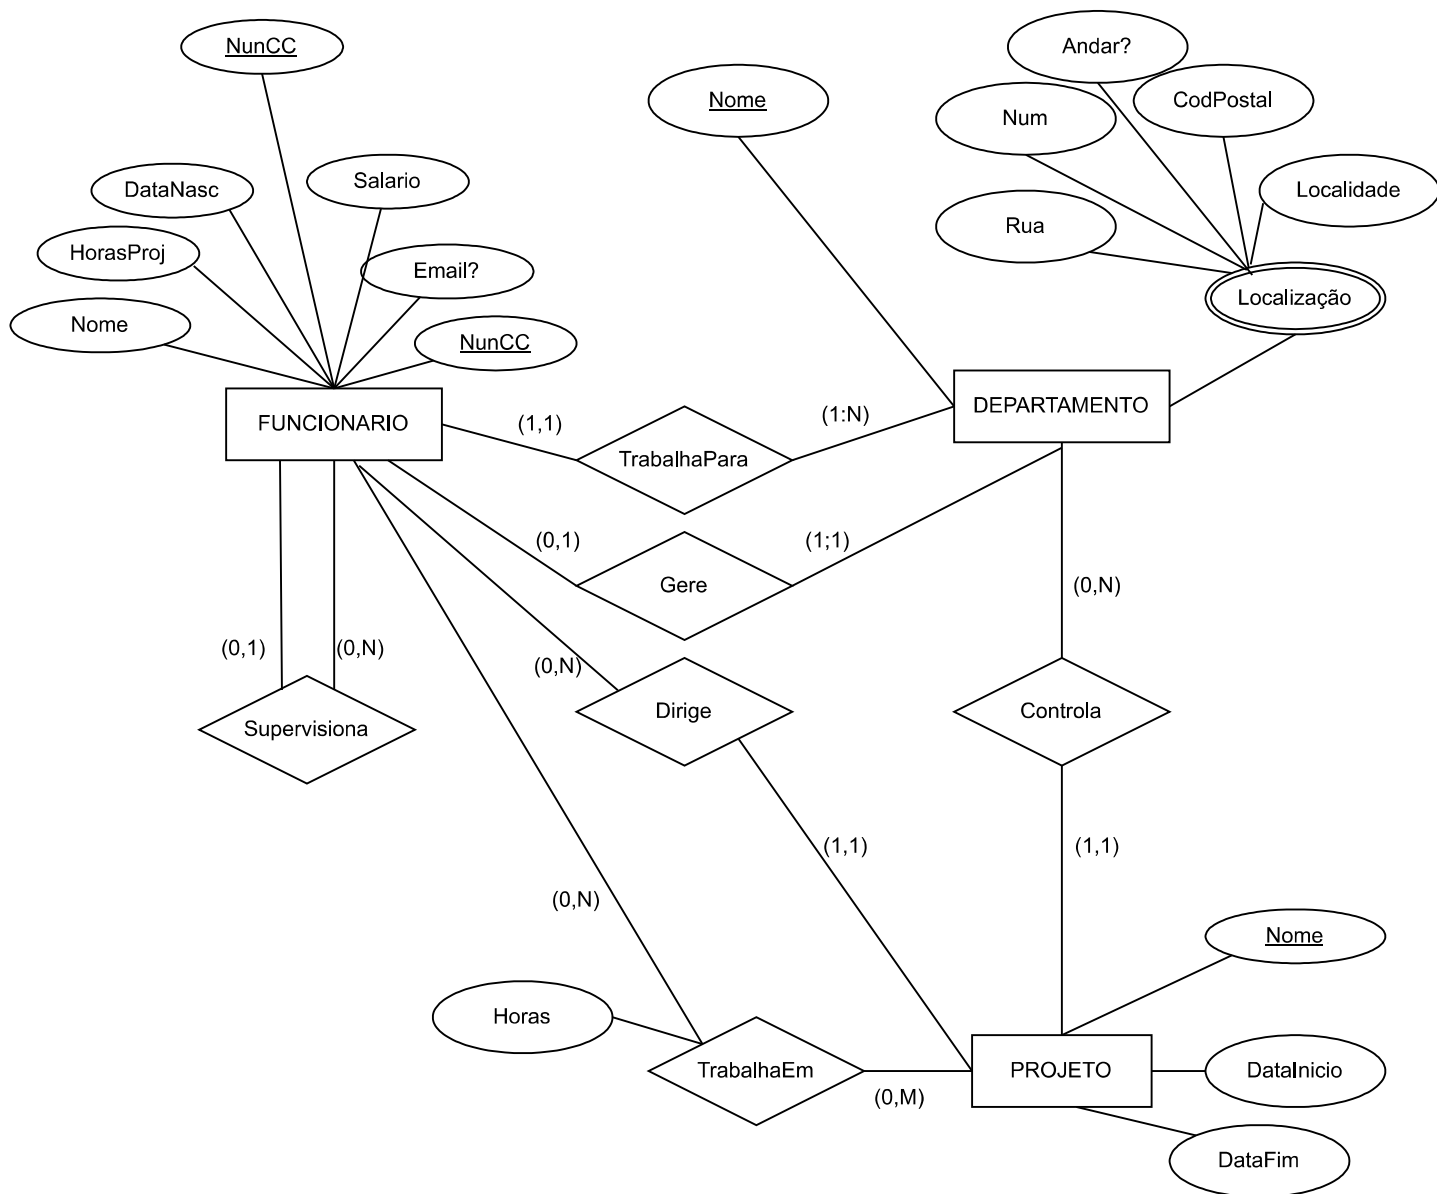 NunCC
Andar?
Nome
CodPostal
Num
DataNasc
Salario
Localidade
Rua
HorasProj
Email?
Localização
Nome
NunCC
FUNCIONARIO
DEPARTAMENTO
(1,1)
(1:N)
TrabalhaPara
(0,1)
(1;1)
Gere
(0,N)
(0,1)
(0,N)
(0,N)
Supervisiona
Dirige
Controla
(1,1)
(1,1)
(0,N)
Nome
Horas
TrabalhaEm
(0,M)
PROJETO
DataInicio
DataFim